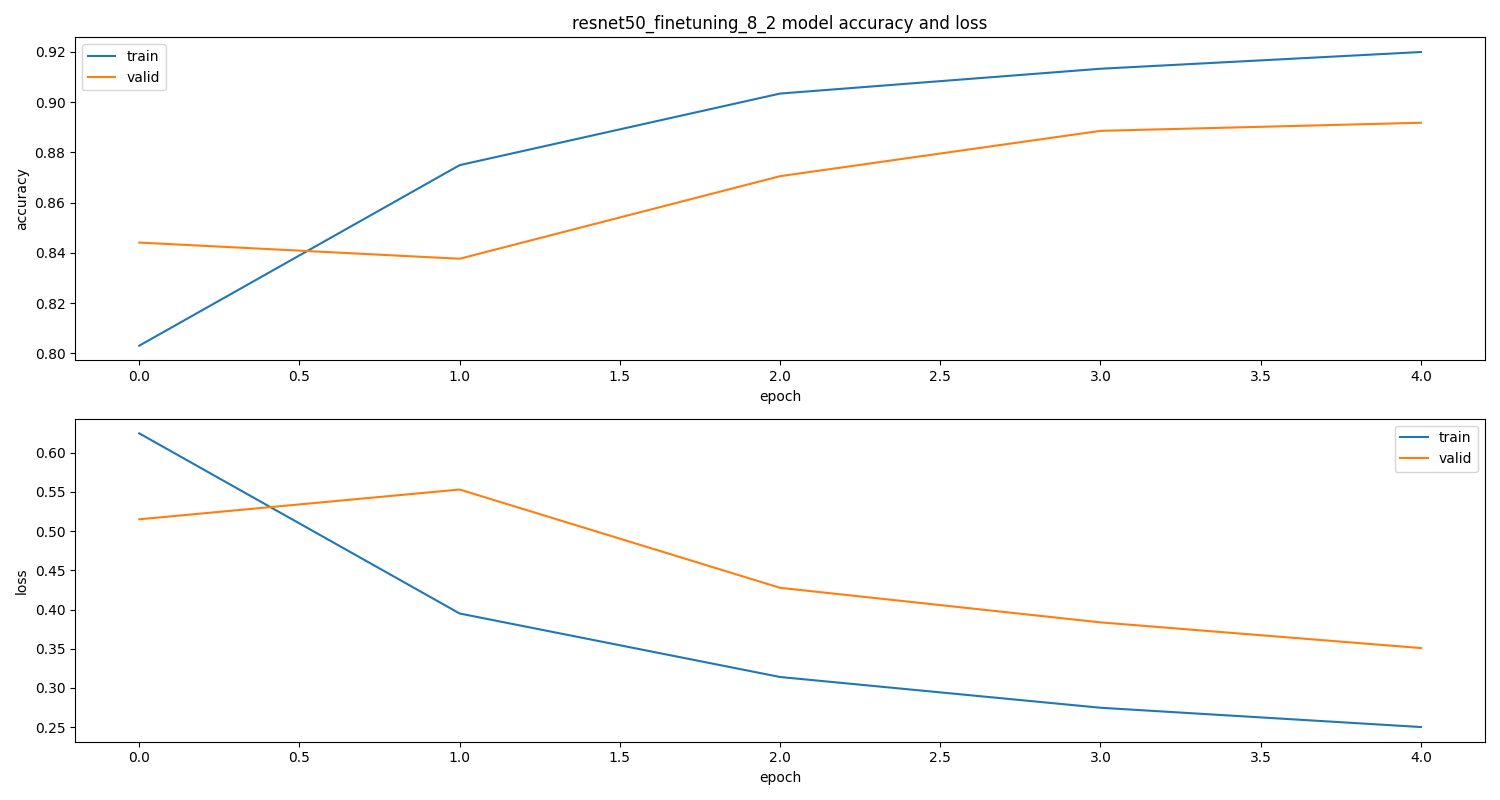 resnet50_finetuning_8_2 model accuracy and loss
train
valid
0.92
0.90
0.88
0.86
0.84
0.82
0.80
accuracy
0.0 0.5 1.0 1.5 2.0 2.5 3.0 3.5 4.0
epoch
train
valid
0.60
0.55
0.50
0.45
0.40
0.35
0.30
0.25
loss
0.0 0.5 1.0 1.5 2.0 2.5 3.0 3.5 4.0
epoch